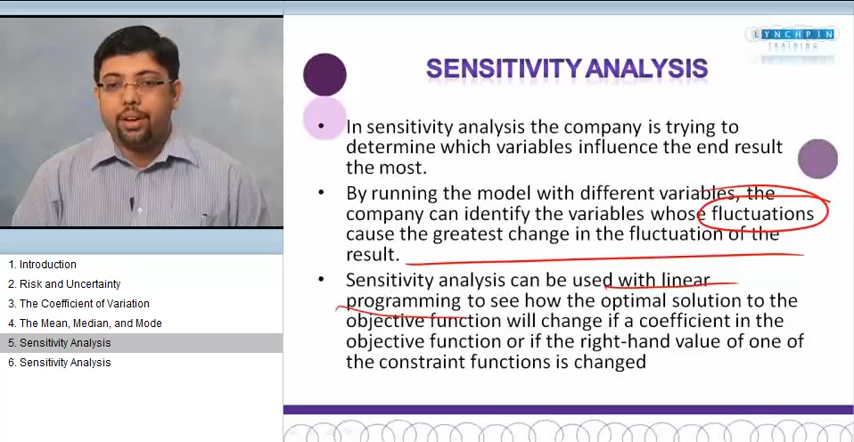 LYNCHPIN
TRAINING
SENSITIVITY ANALYSIS
• In sensitivity analysis the company is trying to
determine which variables influence the end result
the most.
• By running the model with different variables, the
company can identify the variables whose fluctuations
cause the greatest change in the fluctuation of the
result.
• Sensitivity analysis can be used with linear
programming to see how the optimal solution to the
objective function will change if a coefficient in the
objective function or if the right-hand value of one of
the constraint functions is changed
1. Introduction
2. Risk and Uncertainty
3. The Coefficient of Variation
4. The Mean, Median, and Mode
5. Sensitivity Analysis
6. Sensitivity Analysis